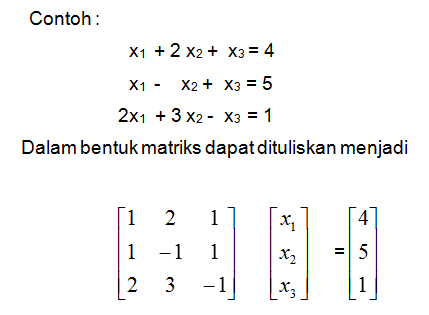 Contoh :
x1 + 2 x2 + x3 = 4
x1 - x2 + x3 = 5
2x1 + 3 x2 - x3 = 1
Dalam bentuk matriks dapat dituliskan menjadi
[1 2 1] [x1] [4]
[1 -1 1] [x2] = [5]
[2 3 -1] [x3] [1]